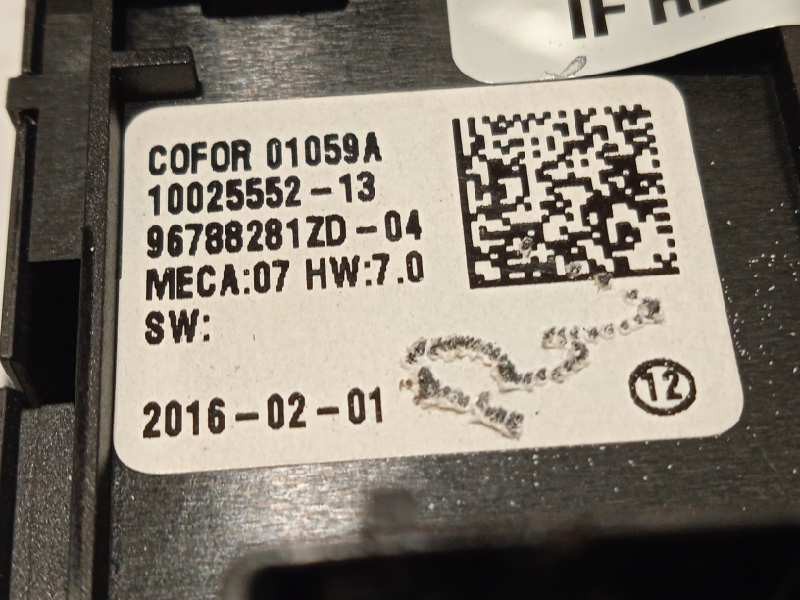 IF
COFOR 01059A
10025552-13
96788281ZD-04
MECA:07 HW:7.0
SW:
2016-02-01
12